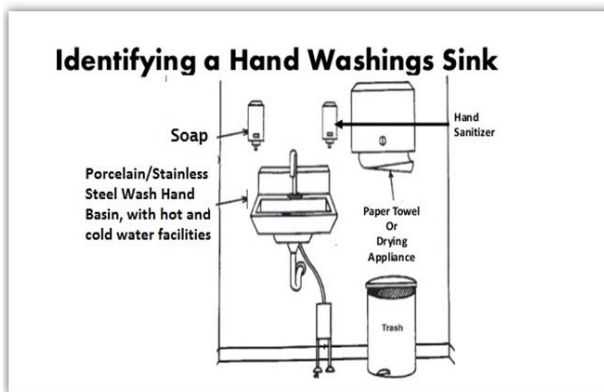 Identifying a Hand Washings Sink
Soap
Hand
Sanitizer
Porcelain/Stainless
Steel Wash Hand
Basin, with hot and
cold water facilities
Paper Towel
Or
Drying
Appliance
Trash